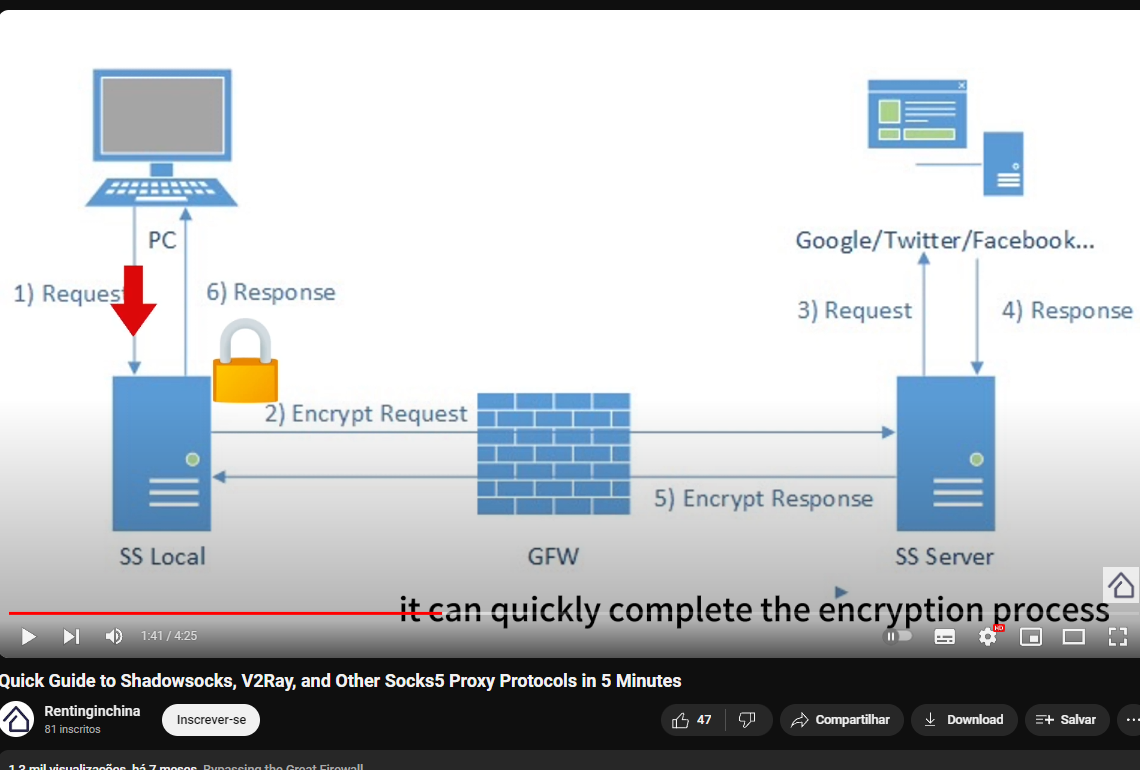 PC
Google/Twitter/Facebook...
1) Request
6) Response
3) Request
4) Response
2) Encrypt Request
5) Encrypt Response
SS Local
GFW
SS Server
it can quickly complete the encryption process
1:41 / 4:25
HD
Quick Guide to Shadowsocks, V2Ray, and Other Socks5 Proxy Protocols in 5 Minutes
Rentinginchina
81 inscritos
Inscrever-se
47
Compartilhar
Download
Salvar
1,3 mil visualizações há 7 meses Bypassing the Great Firewall